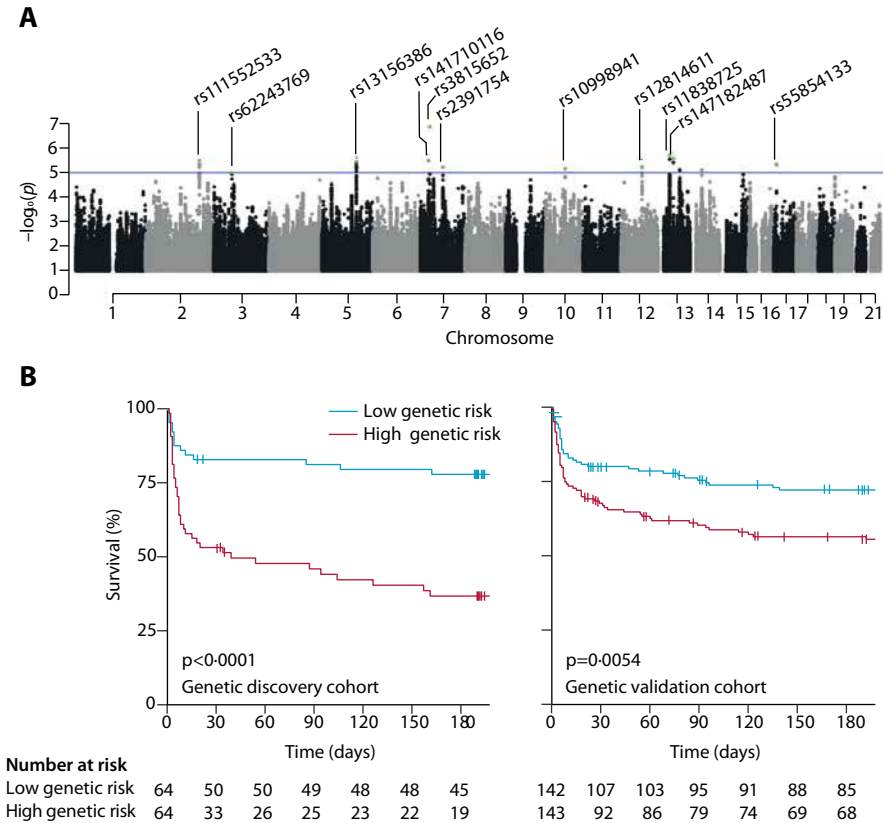 A
rs111552533
rs62243769
rs13156386
rs141710116
rs3815652
rs2391754
rs10998941
rs12814611
rs11838725
rs147182487
rs55854133
7
6
5
4
3
2
1
0
–log₀(p)
1 2 3 4 5 6 7 8 9 10 11 12 13 14 15 16 17 19 21
Chromosome
B
100
75
50
25
0
Survival (%)
Low genetic risk
High genetic risk
p<0·0001
Genetic discovery cohort
0 30 60 90 120 150 180 0
Time (days)
p=0·0054
Genetic validation cohort
0 30 60 90 120 150 180
Time (days)
Number at risk
Low genetic risk 64 50 50 49 48 48 45 142 107 103 95 91 88 85
High genetic risk 64 33 26 25 23 22 19 143 92 86 79 74 69 68